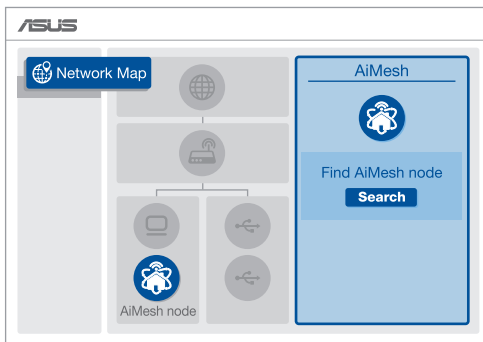 ASUS
Network Map
AiMesh
Find AiMesh node
Search
AiMesh node